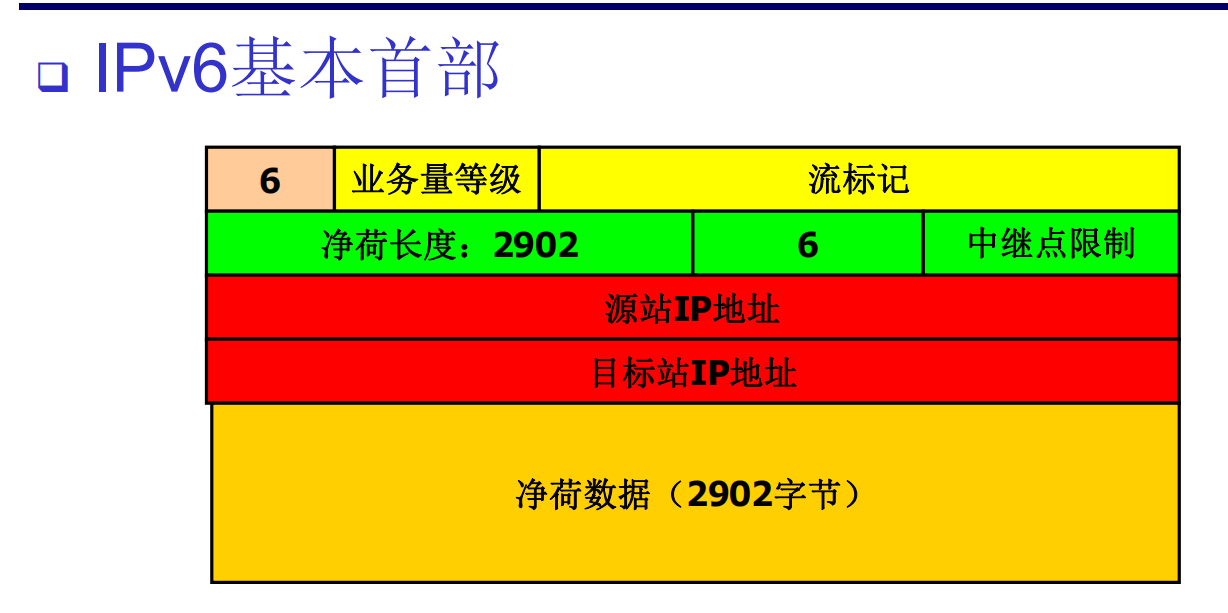 IPv6基本首部
6 业务量等级 流标记
净荷长度：2902 6 中继点限制
源站IP地址
目标站IP地址
净荷数据（2902字节）